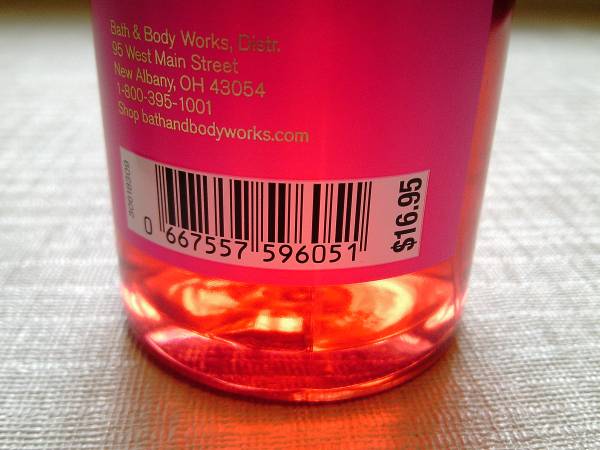 Bath & Body Works, Distr.
95 West Main Street
New Albany, OH 43054
1-800-395-1001
Shop bathandbodyworks.com
30618309
0 667557 596051
$16.95